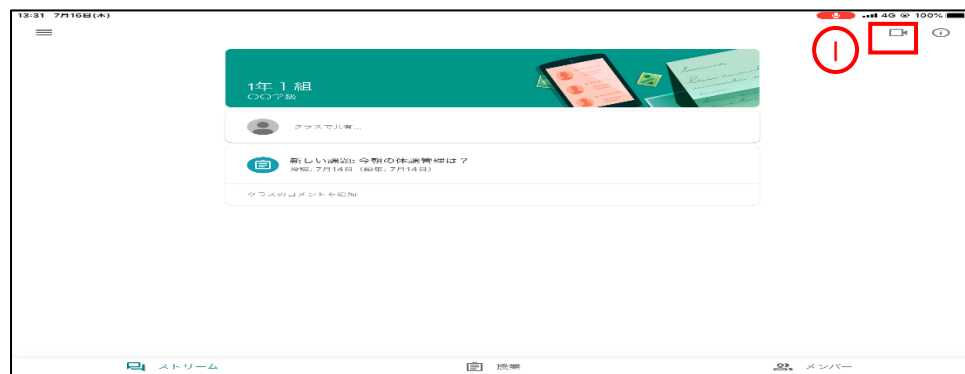 13:31 7月16日(木)
4G 100%
1
1年1組
〇〇学級
クラスで共有...
新しい課題: 今朝の体調管理は?
投稿: 7月14日 (編集: 7月14日)
クラスのコメントを追加
ストリーム
授業
メンバー